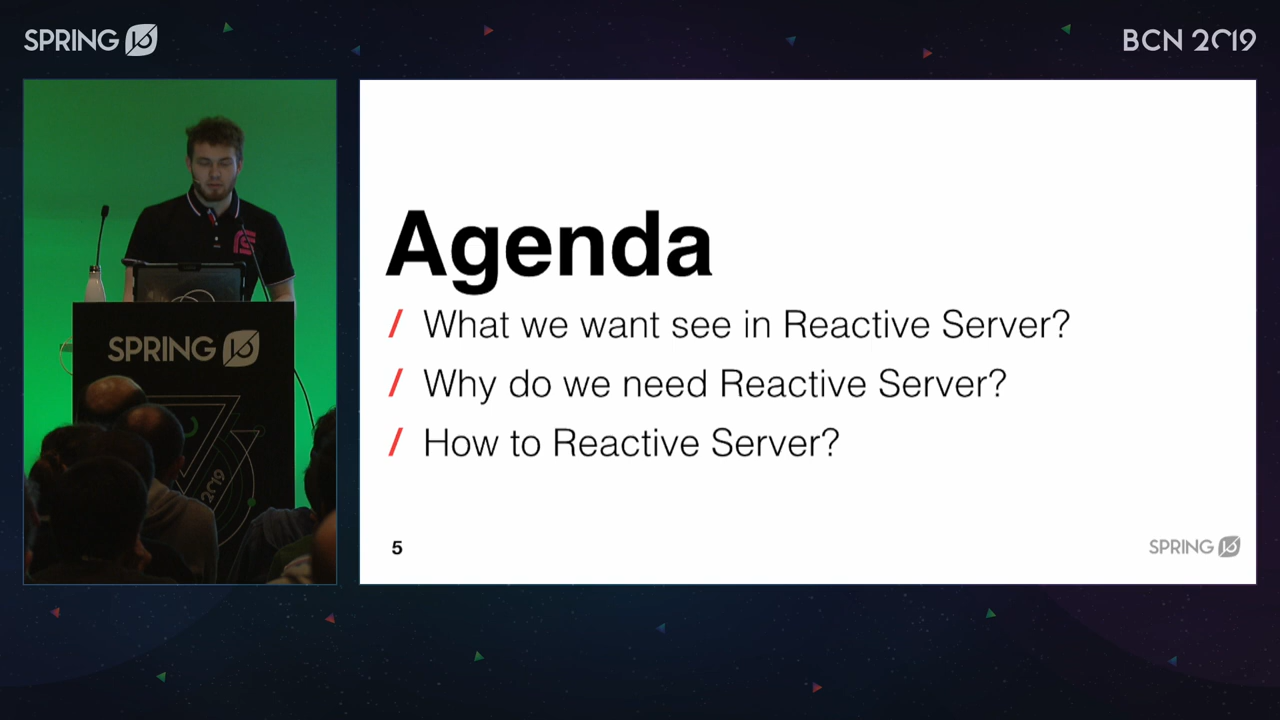 SPRING IO
BCN 2019
Agenda
/ What we want see in Reactive Server?
/ Why do we need Reactive Server?
/ How to Reactive Server?
5
SPRING IO
SPRING IO
2019